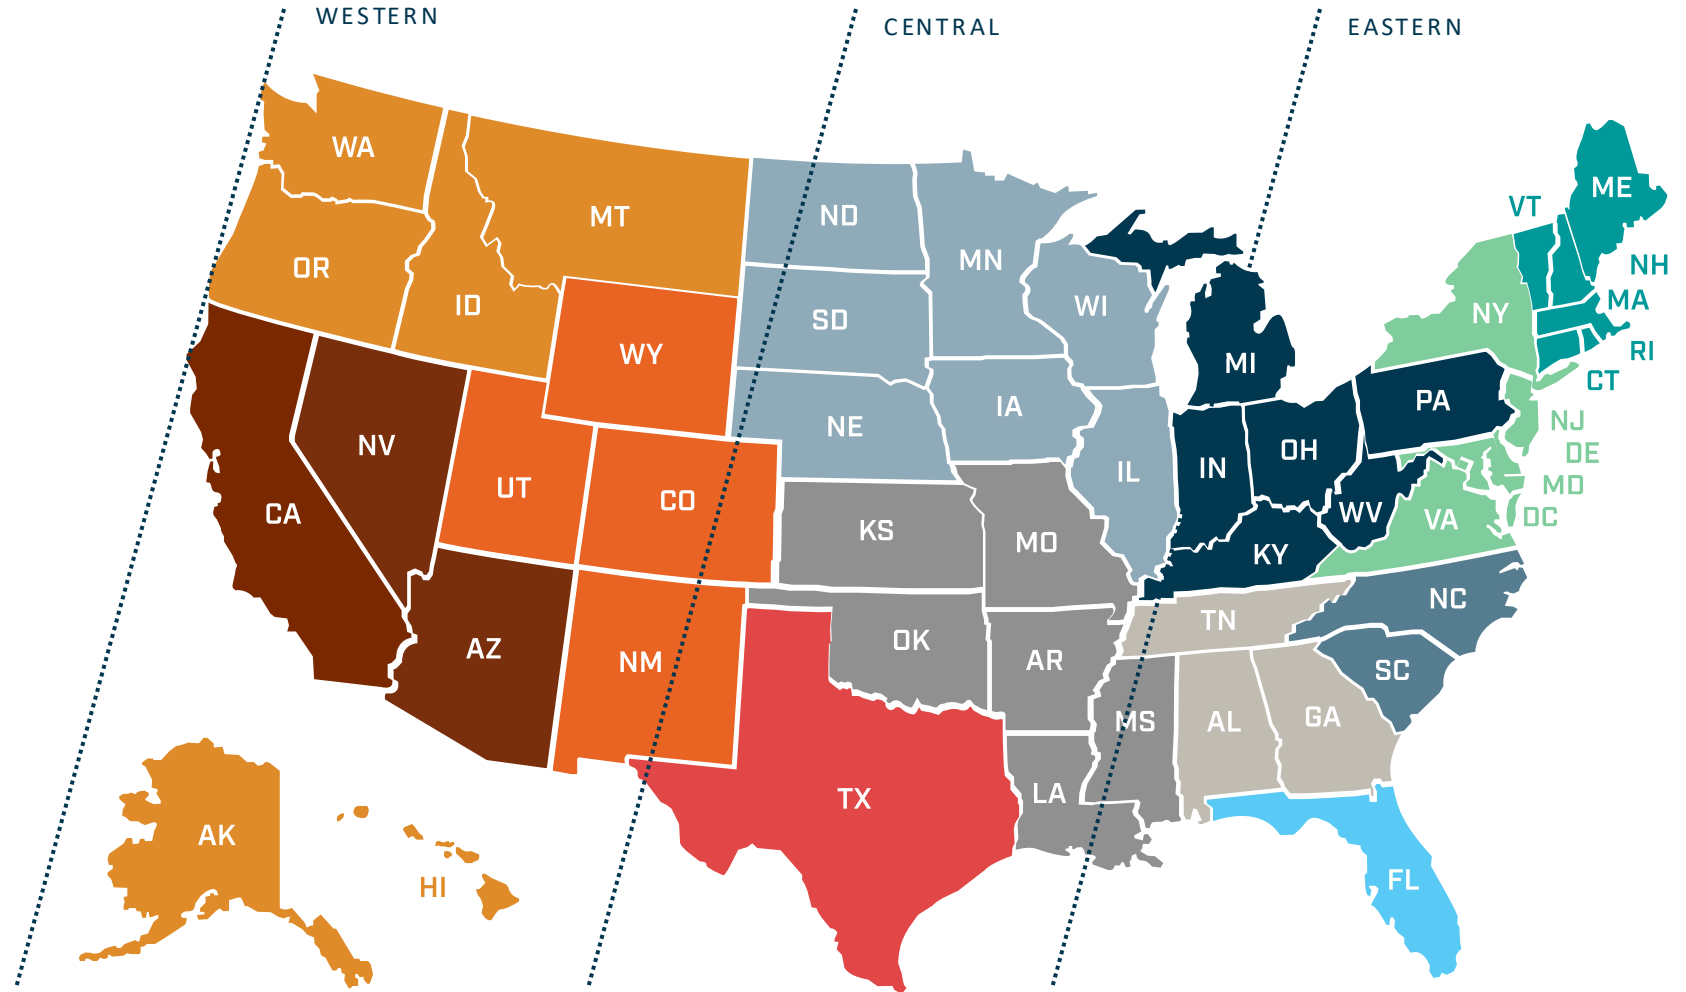 WESTERN
CENTRAL
EASTERN
WA
MT
ND
MN
VT
ME
OR
ID
SD
WI
NY
NH
MA
WY
MI
RI
CT
NV
NE
IA
PA
NJ
UT
CO
IL
IN
OH
DE
CA
KS
MO
WV
VA
MD
DC
KY
AZ
NM
OK
AR
TN
NC
SC
TX
LA
MS
AL
GA
AK
HI
FL